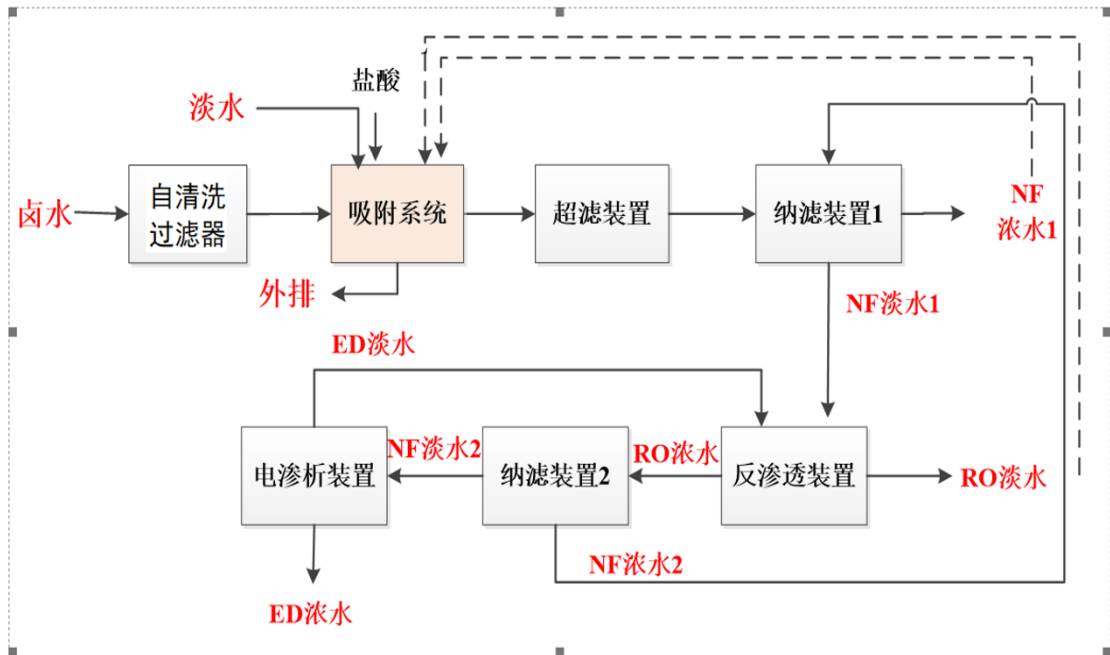 盐酸
淡水
卤水
自清洗
过滤器
吸附系统
超滤装置
纳滤装置1
NF
浓水1
外排
NF淡水1
ED淡水
电渗析装置
NF淡水2
纳滤装置2
RO浓水
反渗透装置
RO淡水
NF浓水2
ED浓水